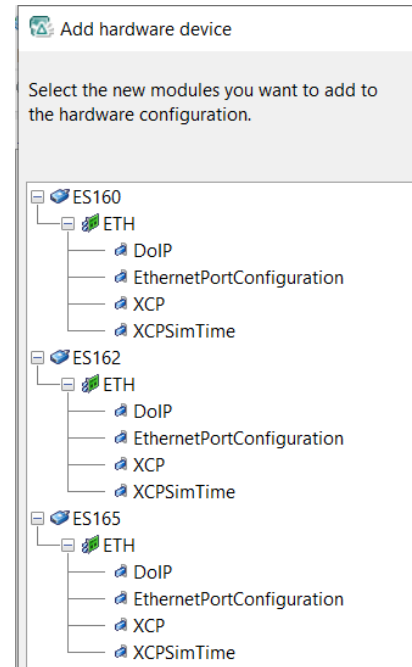 Add hardware device
Select the new modules you want to add to
the hardware configuration.
ES160
ETH
DoIP
EthernetPortConfiguration
XCP
XCPSimTime
ES162
ETH
DoIP
EthernetPortConfiguration
XCP
XCPSimTime
ES165
ETH
DoIP
EthernetPortConfiguration
XCP
XCPSimTime